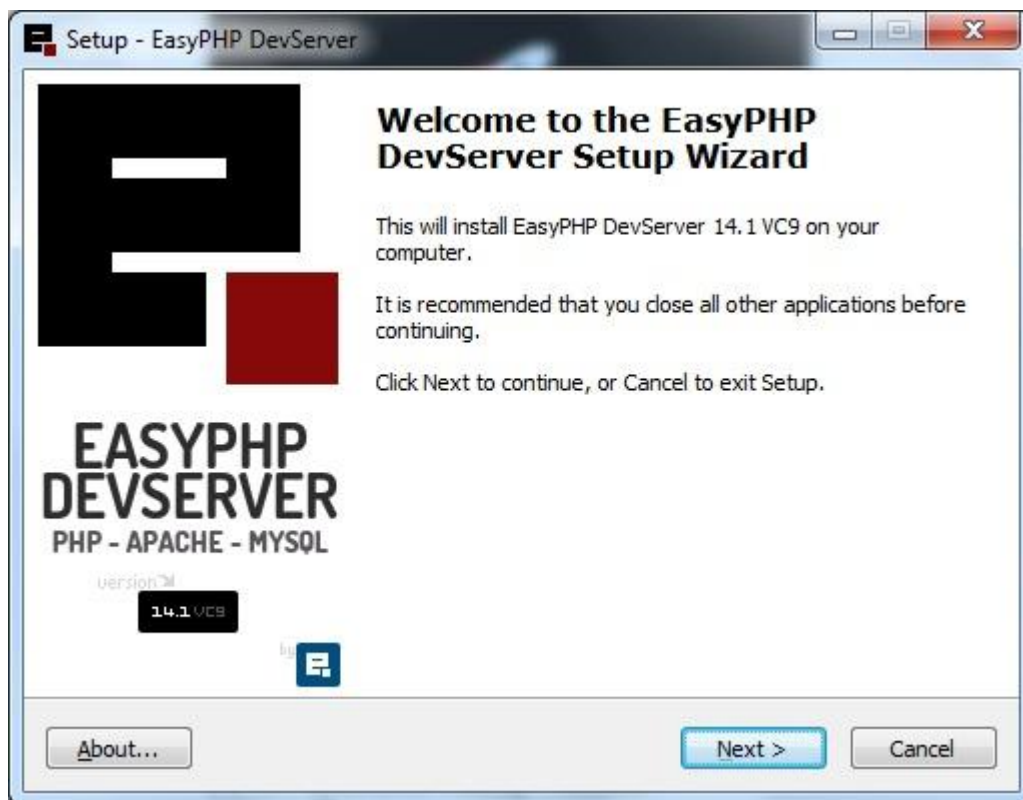 Setup - EasyPHP DevServer
Welcome to the EasyPHP
DevServer Setup Wizard
This will install EasyPHP DevServer 14.1 VC9 on your
computer.
It is recommended that you close all other applications before
continuing.
Click Next to continue, or Cancel to exit Setup.
EASYPHP
DEVSERVER
PHP - APACHE - MYSQL
version
14.1 VC9
by
About...
Next >
Cancel